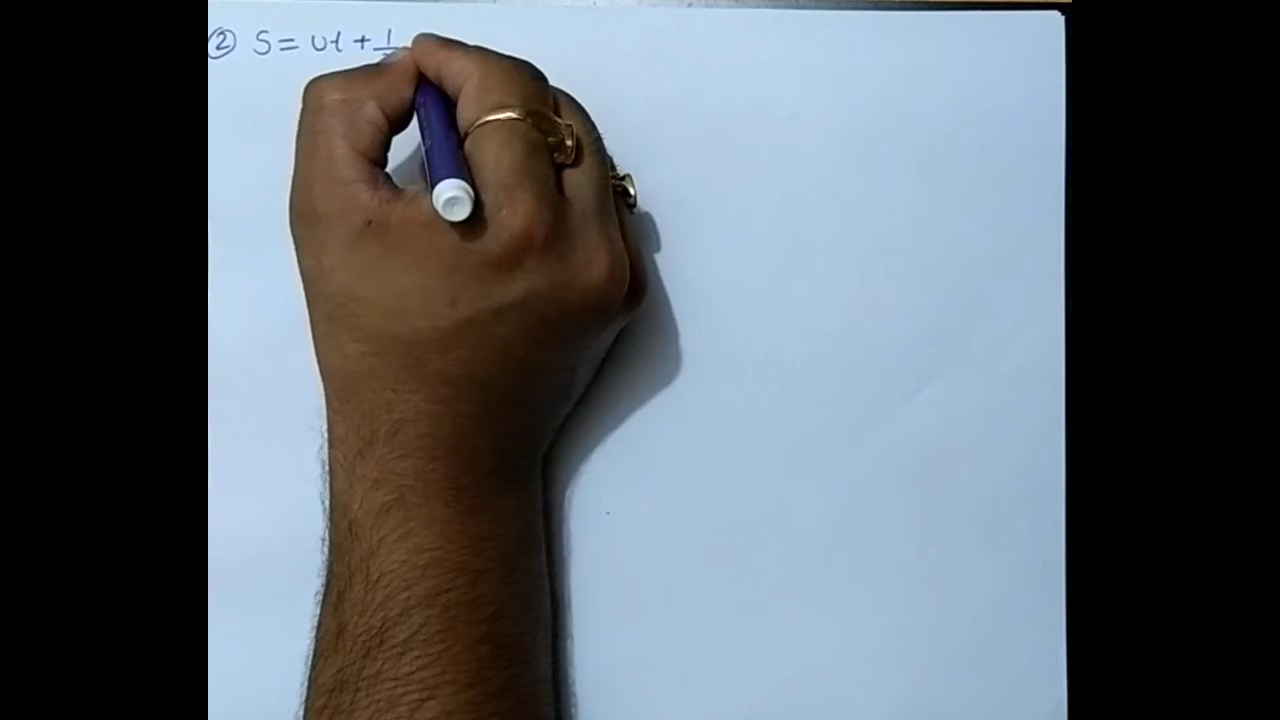 ② S = ut + 1